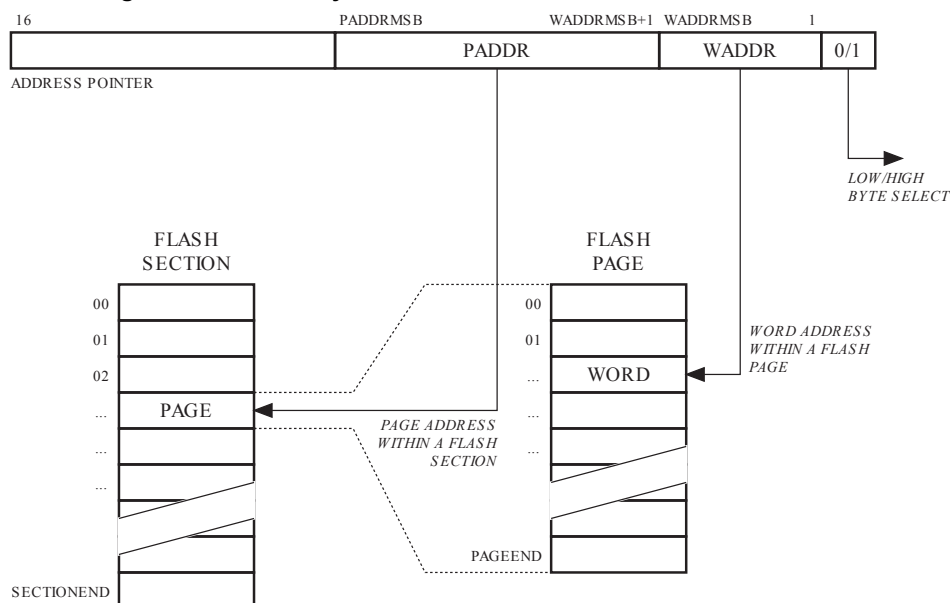 16 PADDRMSB WADDRMSB+1 WADDRMSB 1
PADDR WADDR 0/1
ADDRESS POINTER
LOW/HIGH
BYTE SELECT
FLASH
SECTION
FLASH
PAGE
00
01
02
...
...
...
SECTIONEND
PAGE
PAGE ADDRESS
WITHIN A FLASH
SECTION
00
01
...
...
...
PAGEEND
WORD
WORD ADDRESS
WITHIN A FLASH
PAGE